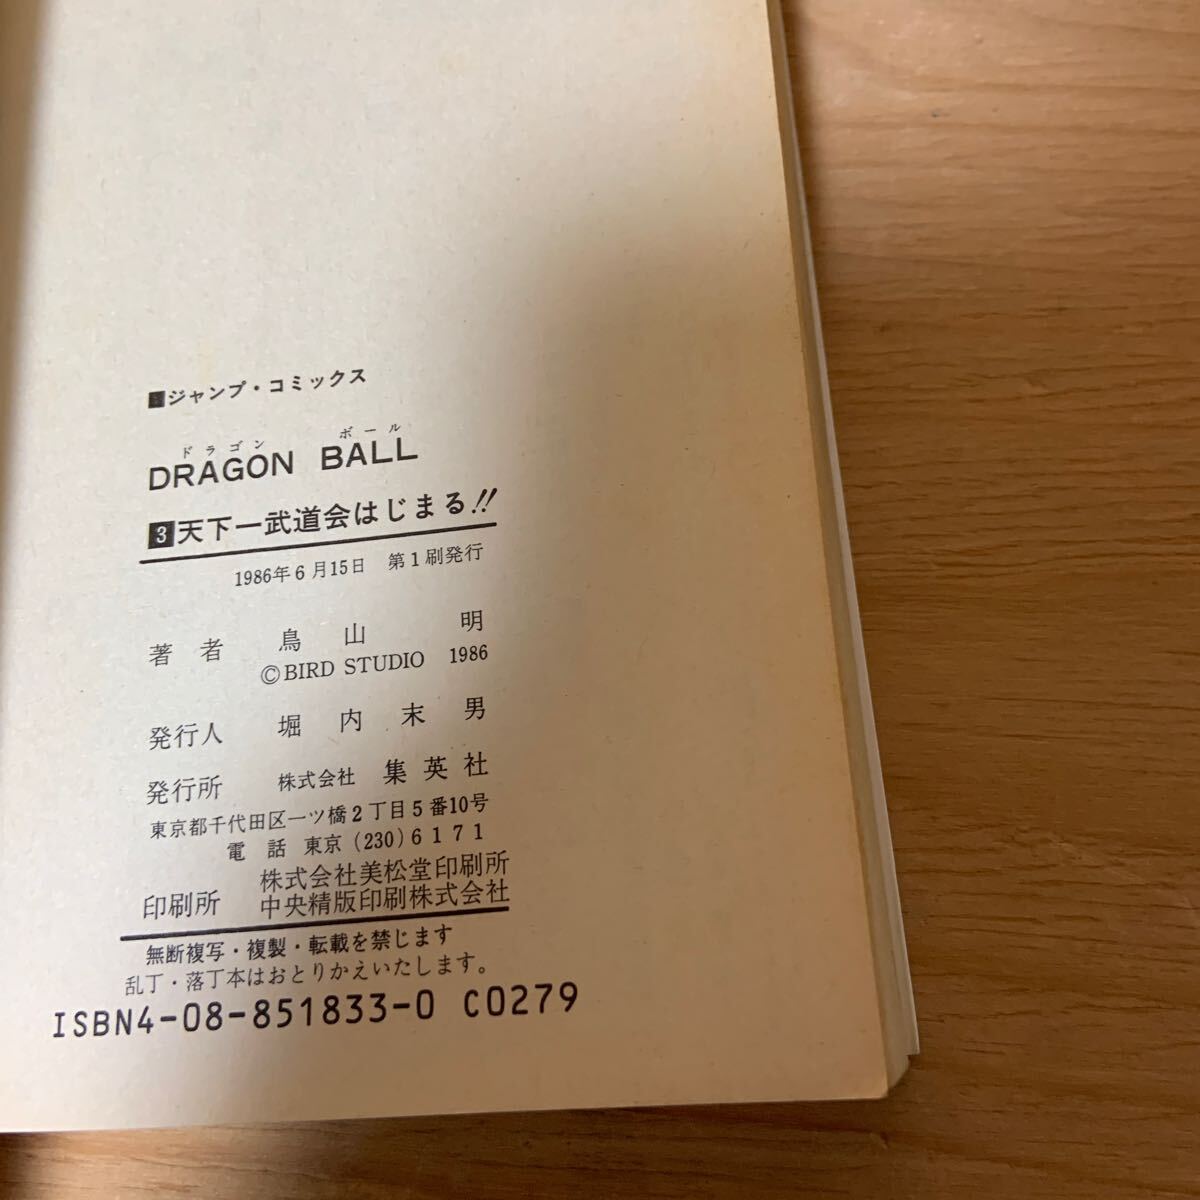 ■ジャンプ・コミックス
ドラゴン ボール
DRAGON BALL
3天下一武道会はじまる!!
1986年6月15日 第1刷発行
著者 鳥山 明
©BIRD STUDIO 1986
発行人 堀内末男
発行所 株式会社 集英社
東京都千代田区一ツ橋2丁目5番10号
電話 東京 (230) 6171
株式会社美松堂印刷所
印刷所 中央精版印刷株式会社
無断複写・複製・転載を禁じます
乱丁・落丁本はおとりかえいたします。
ISBN4-08-851833-0 C0279